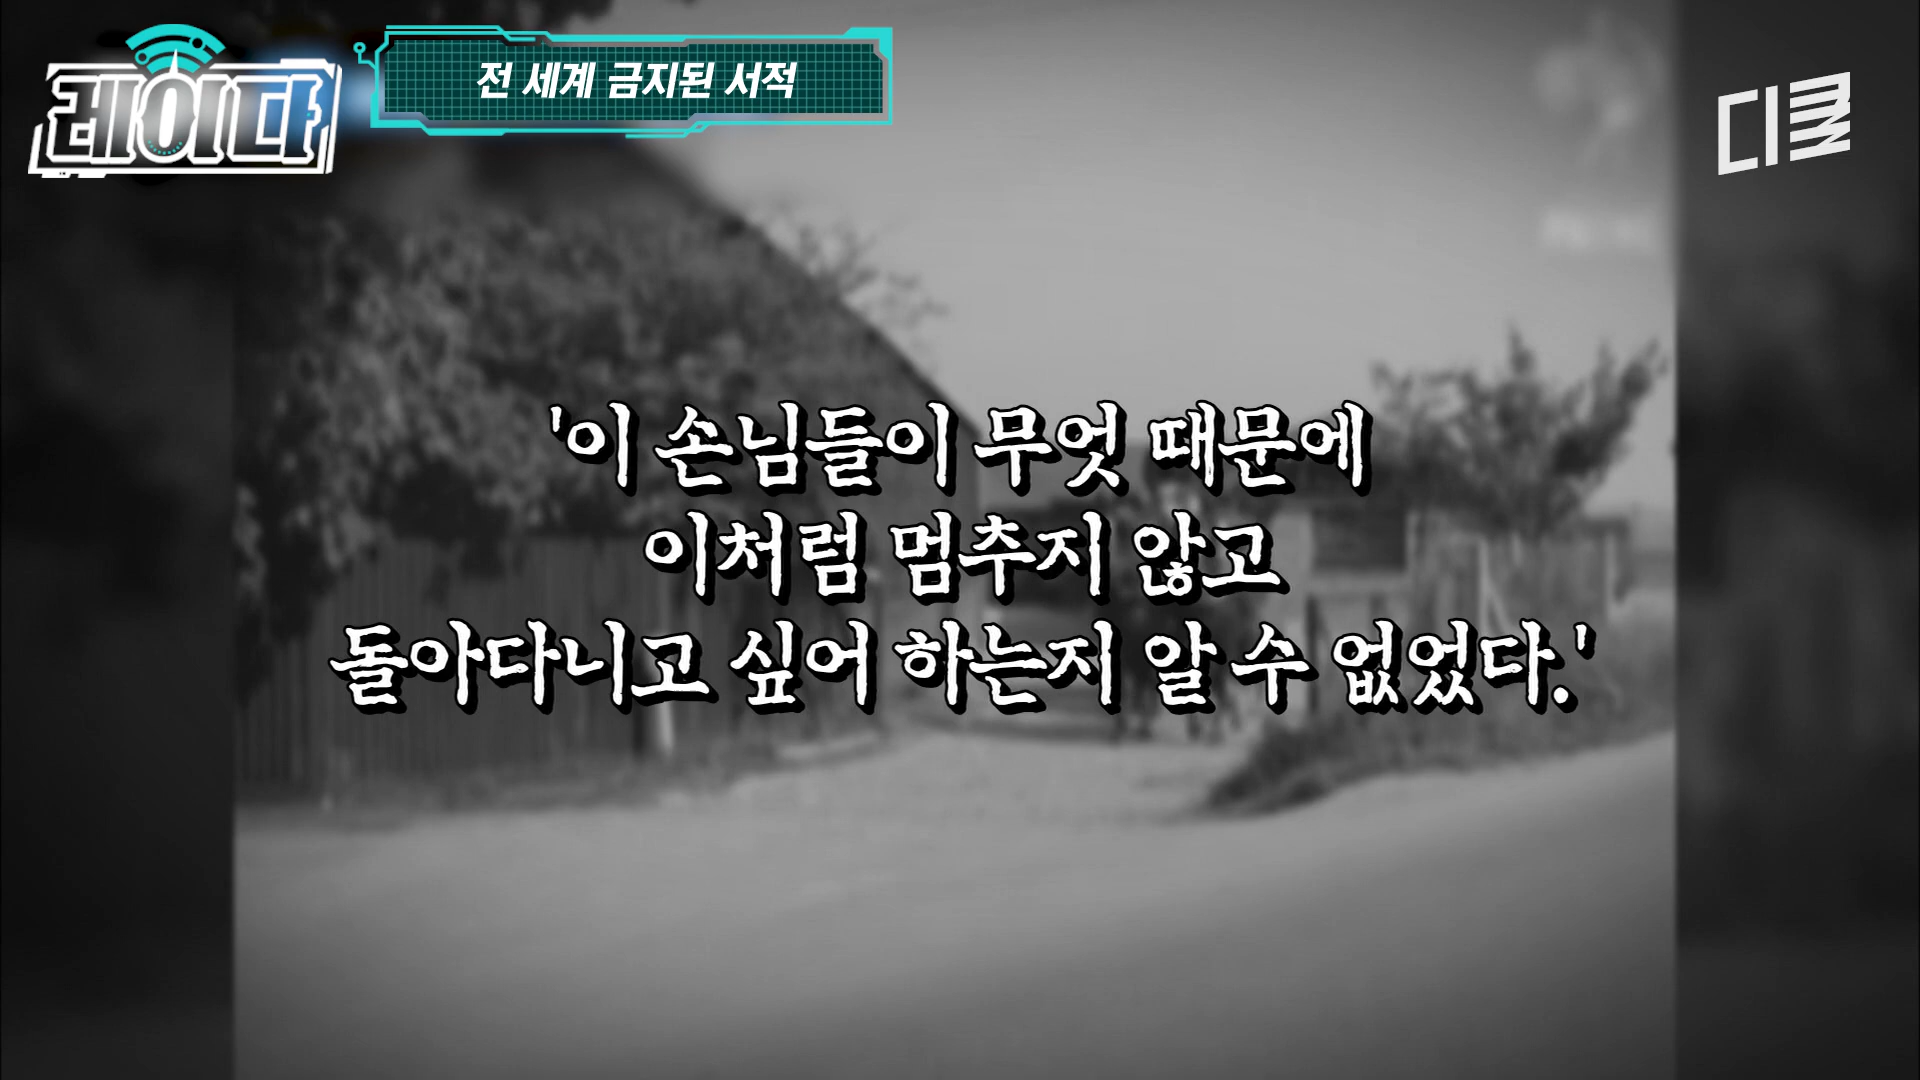 레이다
전 세계 금지된 서적
디클
'이 손님들이 무엇 때문에
이처럼 멈추지 않고
돌아다니고 싶어 하는지 알 수 없었다.'